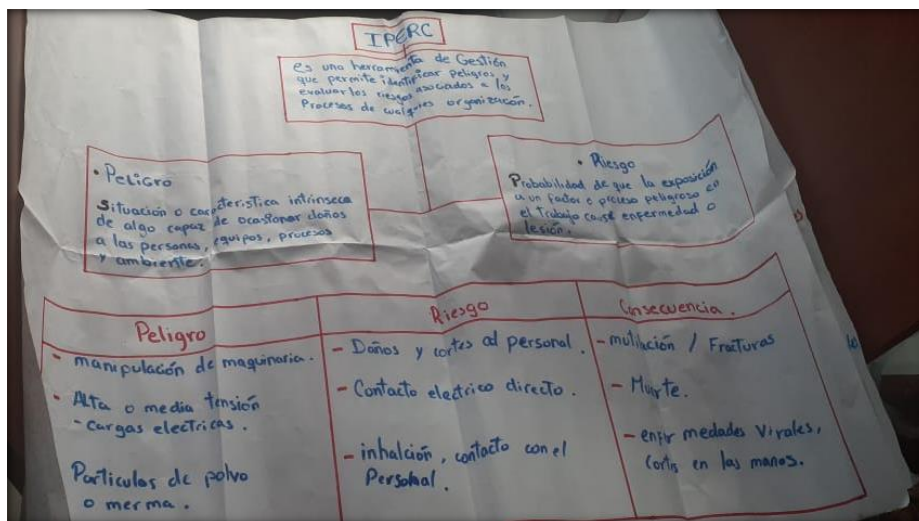 IPERC
es una herramienta de Gestión
que permite identificar peligros y
evaluar los riesgos asociados a los
Procesos de cualquier organización.
• Peligro
Situación o característica intrínseca
de algo capaz de ocasionar daños
a las personas, equipos, procesos
y ambiente.
• Riesgo
Probabilidad de que la exposición
a un factor o proceso peligroso en
el Trabajo cause enfermedad o
lesión.
Peligro
- manipulación de maquinaria.
- Alta o media tensión
- cargas electricas.
Particulas de polvo
o merma.
Riesgo
- Daños y cortes al personal.
- Contacto electrico directo.
- inhalción, contacto con el
Personal.
Consecuencia.
- mutilación / Fracturas
- Muerte.
- enfermedades Virales,
Cortes en las manos.